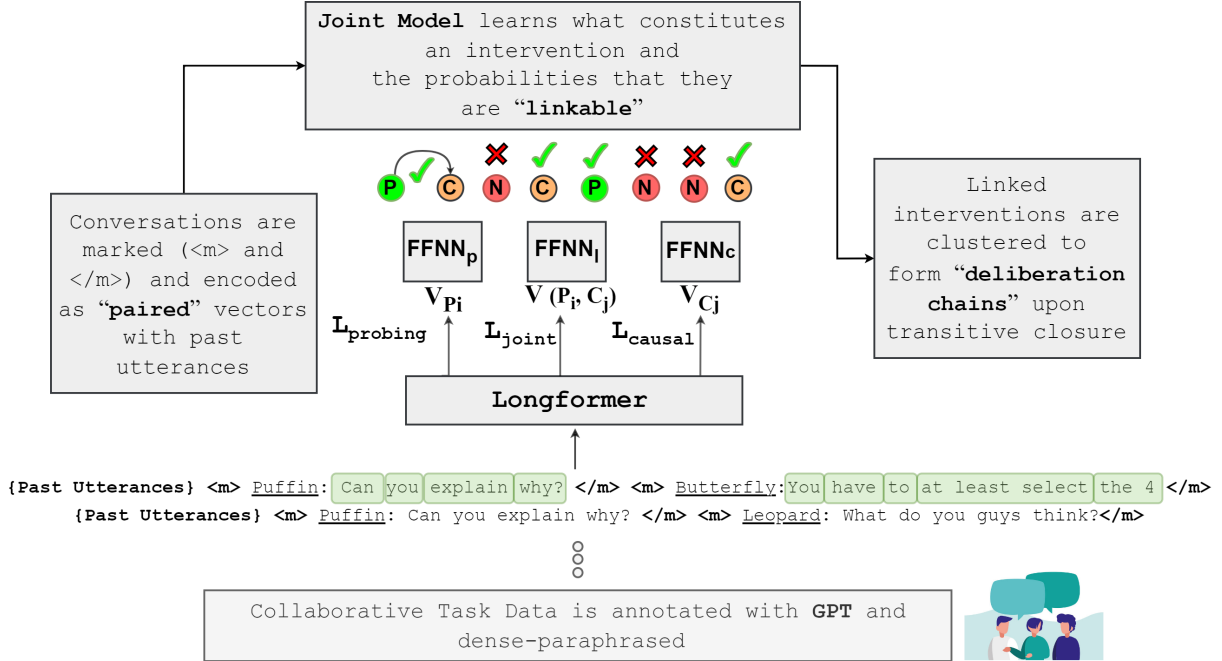 Joint Model learns what constitutes
an intervention and
the probabilities that they
are “linkable”
P C N C P N N C
Conversations are
marked (<m> and
</m>) and encoded
as “paired” vectors
with past
utterances
FFNNp FFNNl FFNNc
VPi V (Pi, Cj) VCj
Lprobing Ljoint Lcausal
Longformer
Linked
interventions are
clustered to
form “deliberation
chains” upon
transitive closure
{Past Utterances} <m> Puffin: Can you explain why? </m> <m> Butterfly:You have to at least select the 4 </m>
{Past Utterances} <m> Puffin: Can you explain why? </m> <m> Leopard: What do you guys think?</m>
Collaborative Task Data is annotated with GPT and
dense-paraphrased